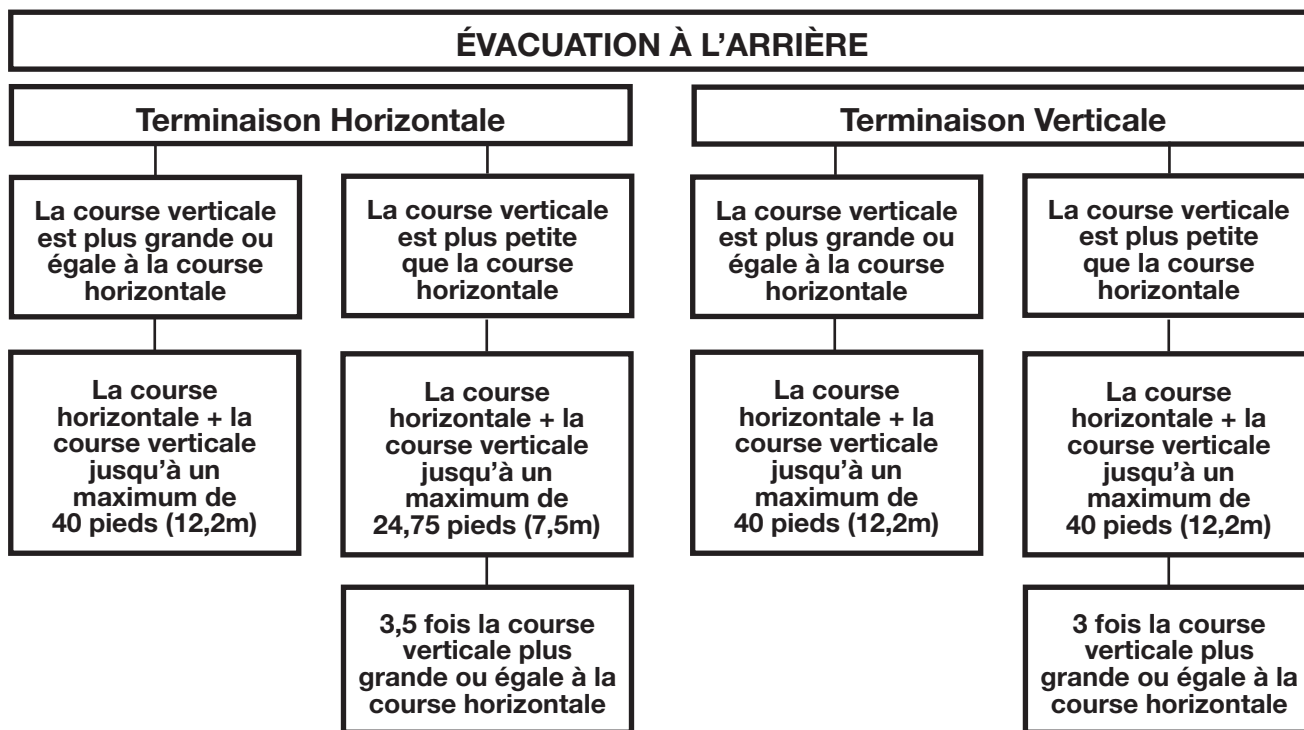 ÉVACUATION À L'ARRIÈRE
Terminaison Horizontale
La course verticale
est plus grande ou
égale à la course
horizontale
La course
horizontale + la
course verticale
jusqu'à un
maximum de
40 pieds (12,2m)
La course verticale
est plus petite
que la course
horizontale
La course
horizontale + la
course verticale
jusqu'à un
maximum de
24,75 pieds (7,5m)
3,5 fois la course
verticale plus
grande ou égale à la
course horizontale
Terminaison Verticale
La course verticale
est plus grande ou
égale à la course
horizontale
La course
horizontale + la
course verticale
jusqu'à un
maximum de
40 pieds (12,2m)
La course verticale
est plus petite
que la course
horizontale
La course
horizontale + la
course verticale
jusqu'à un
maximum de
40 pieds (12,2m)
3 fois la course
verticale plus
grande ou égale à la
course horizontale